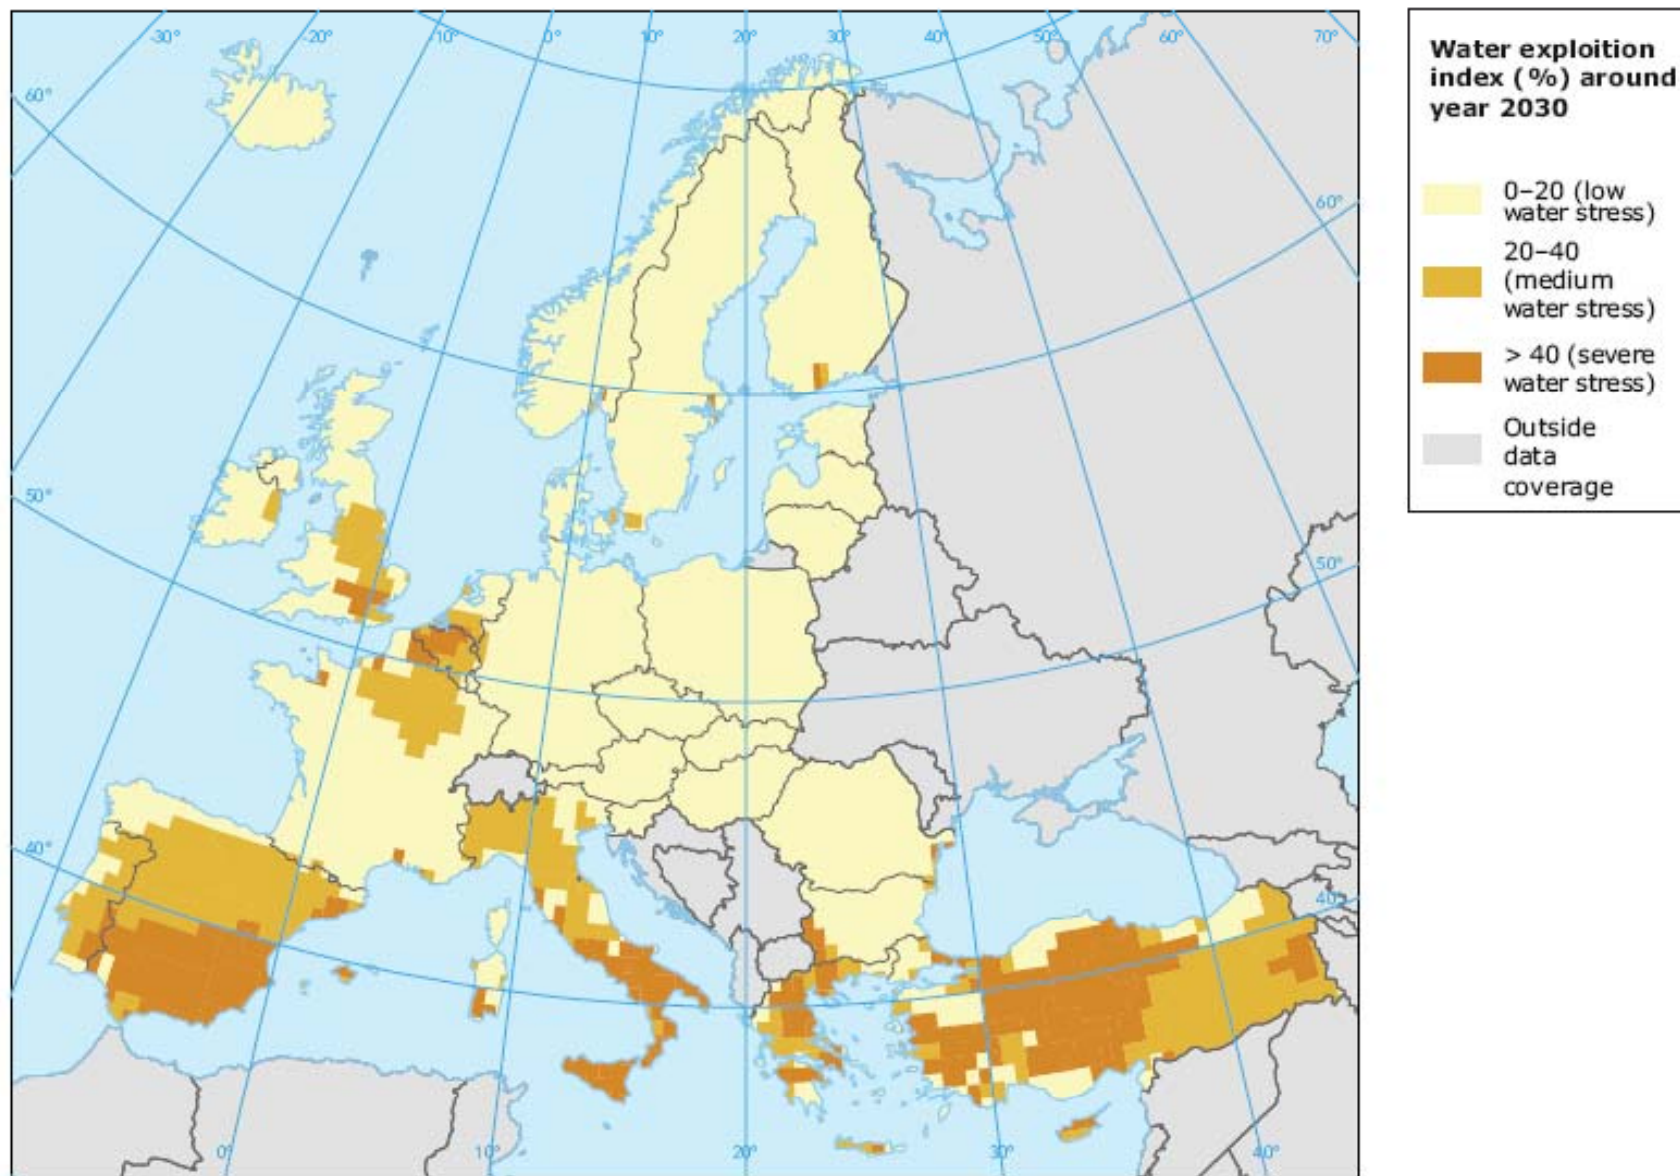 -30°
-20°
-10°
0°
10°
20°
30°
40°
50°
60°
70°
60°
60°
50°
50°
40°
40°
0°
10°
20°
30°
40°
Water exploition
index (%) around
year 2030
0–20 (low
water stress)
20–40
(medium
water stress)
> 40 (severe
water stress)
Outside
data
coverage